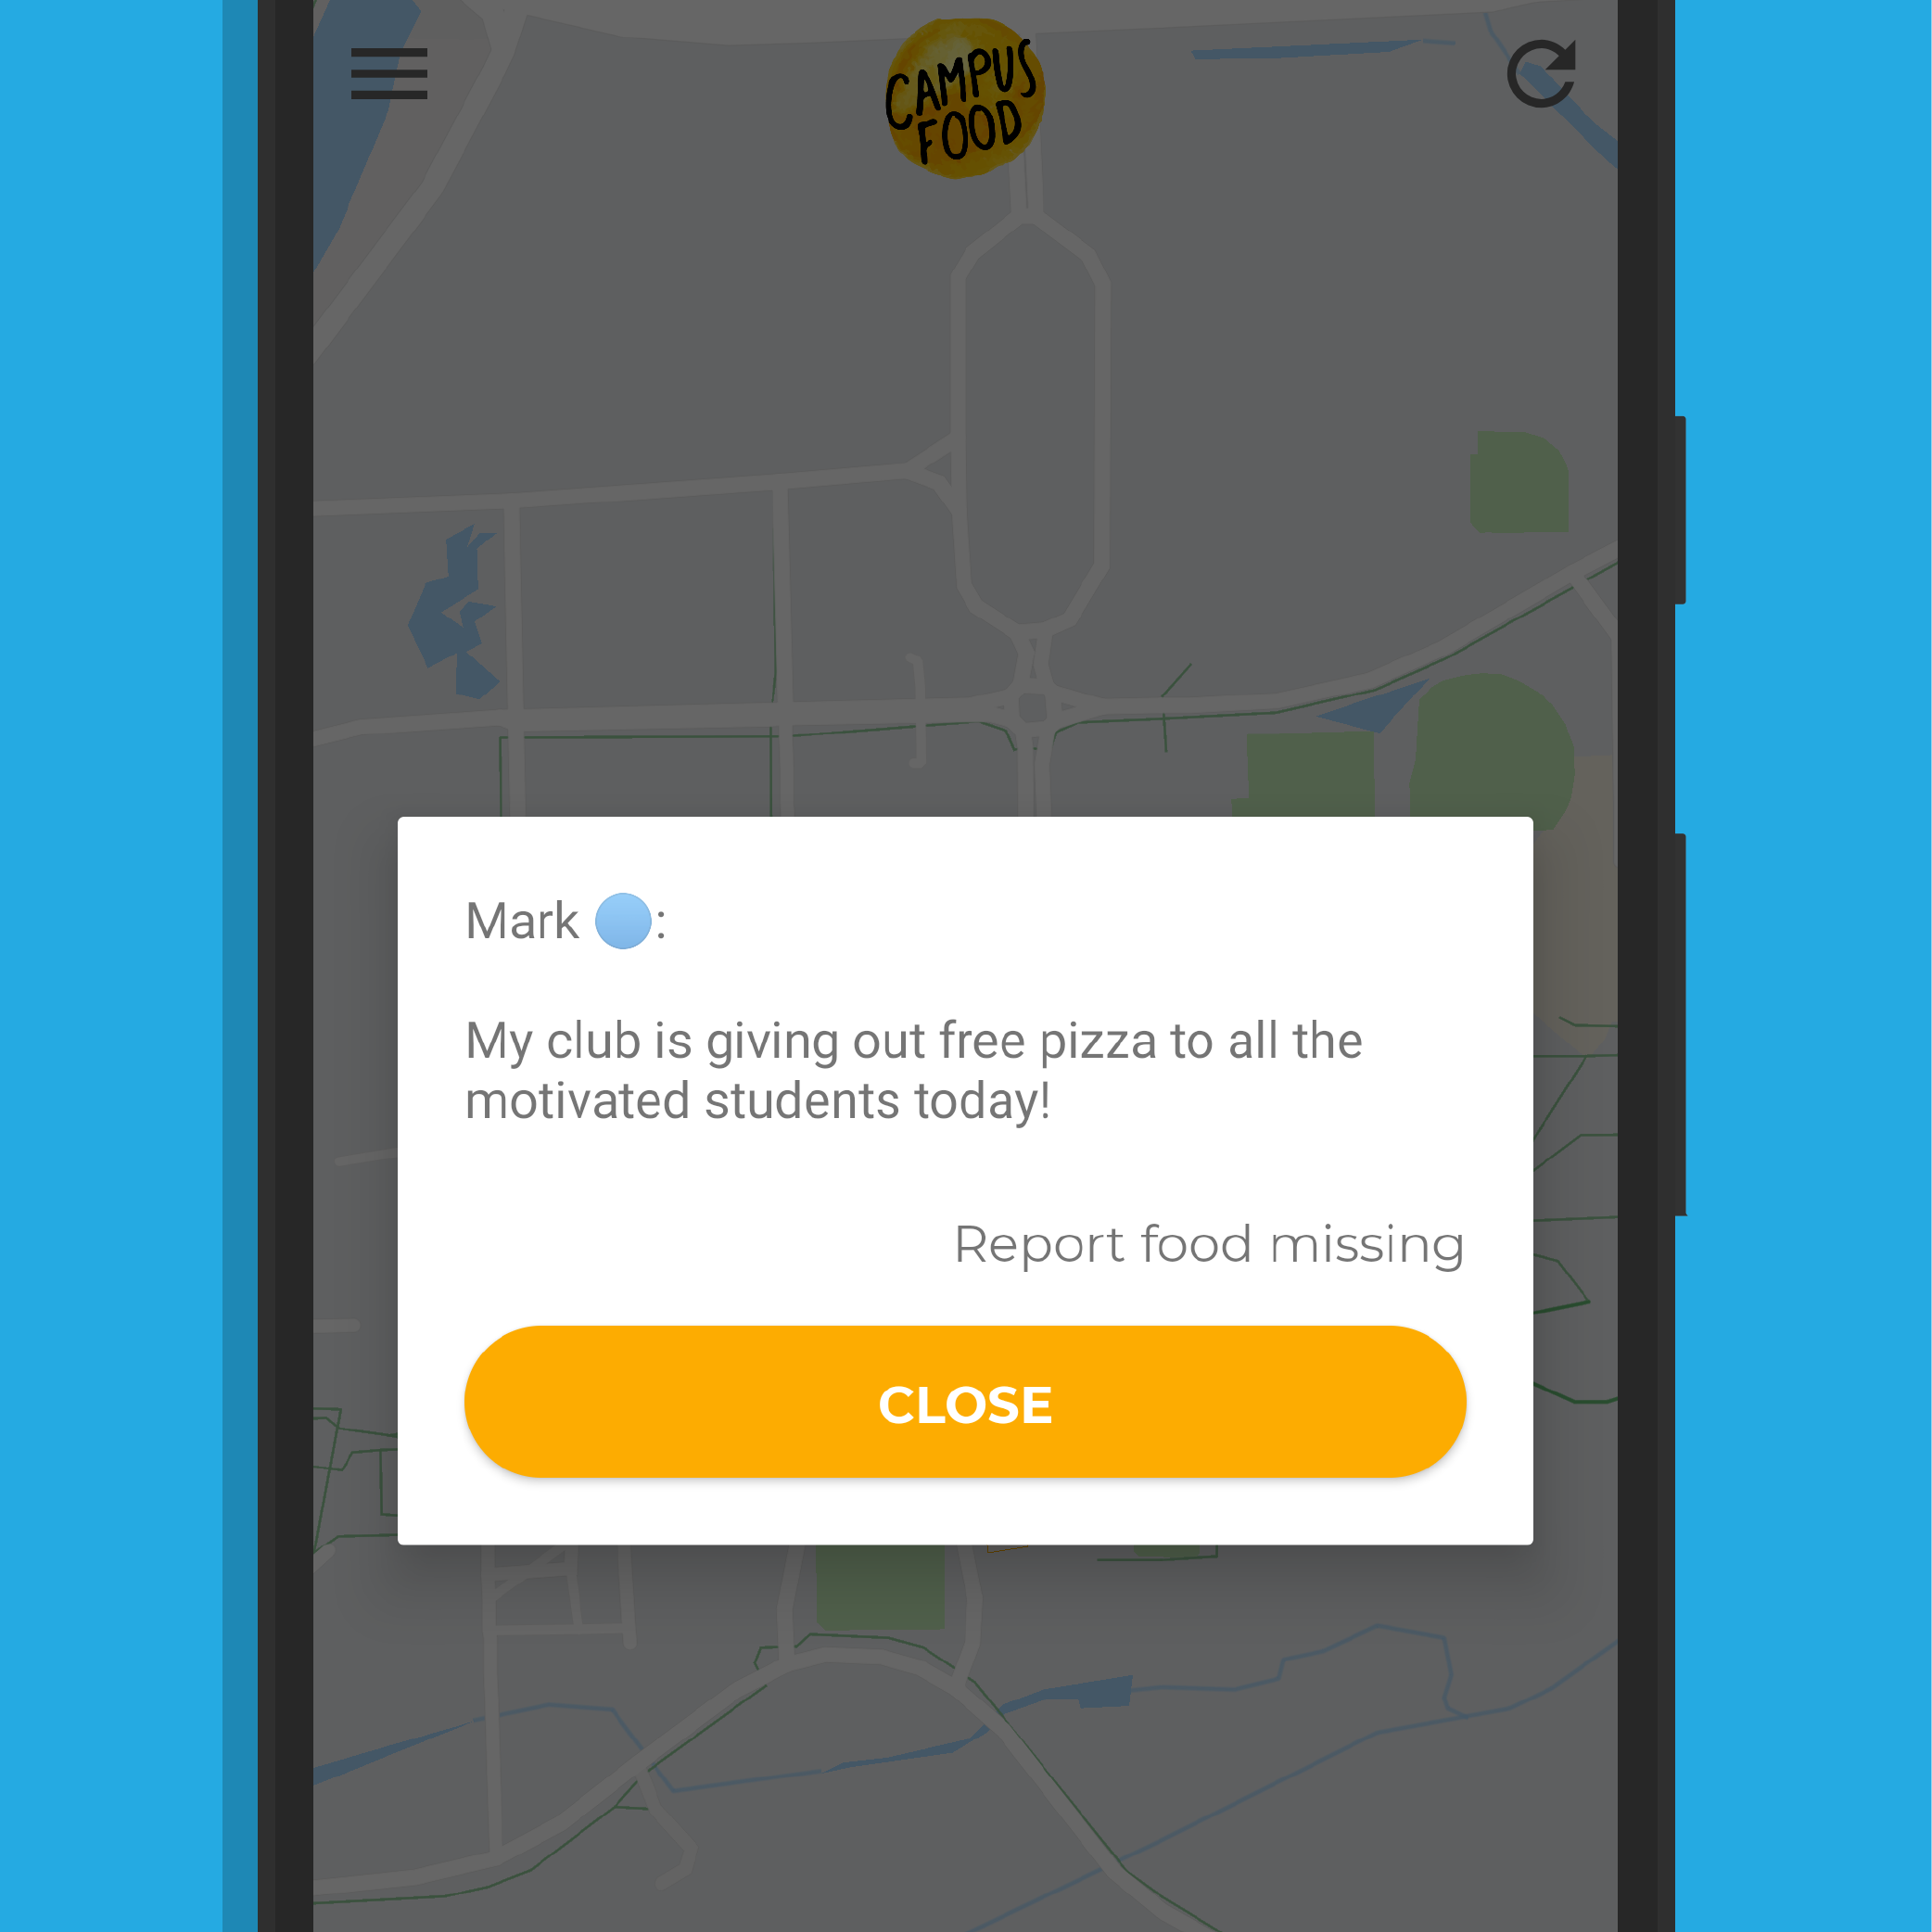 CAMPUS
FOOD
Mark 🔵:
My club is giving out free pizza to all the
motivated students today!
Report food missing
CLOSE